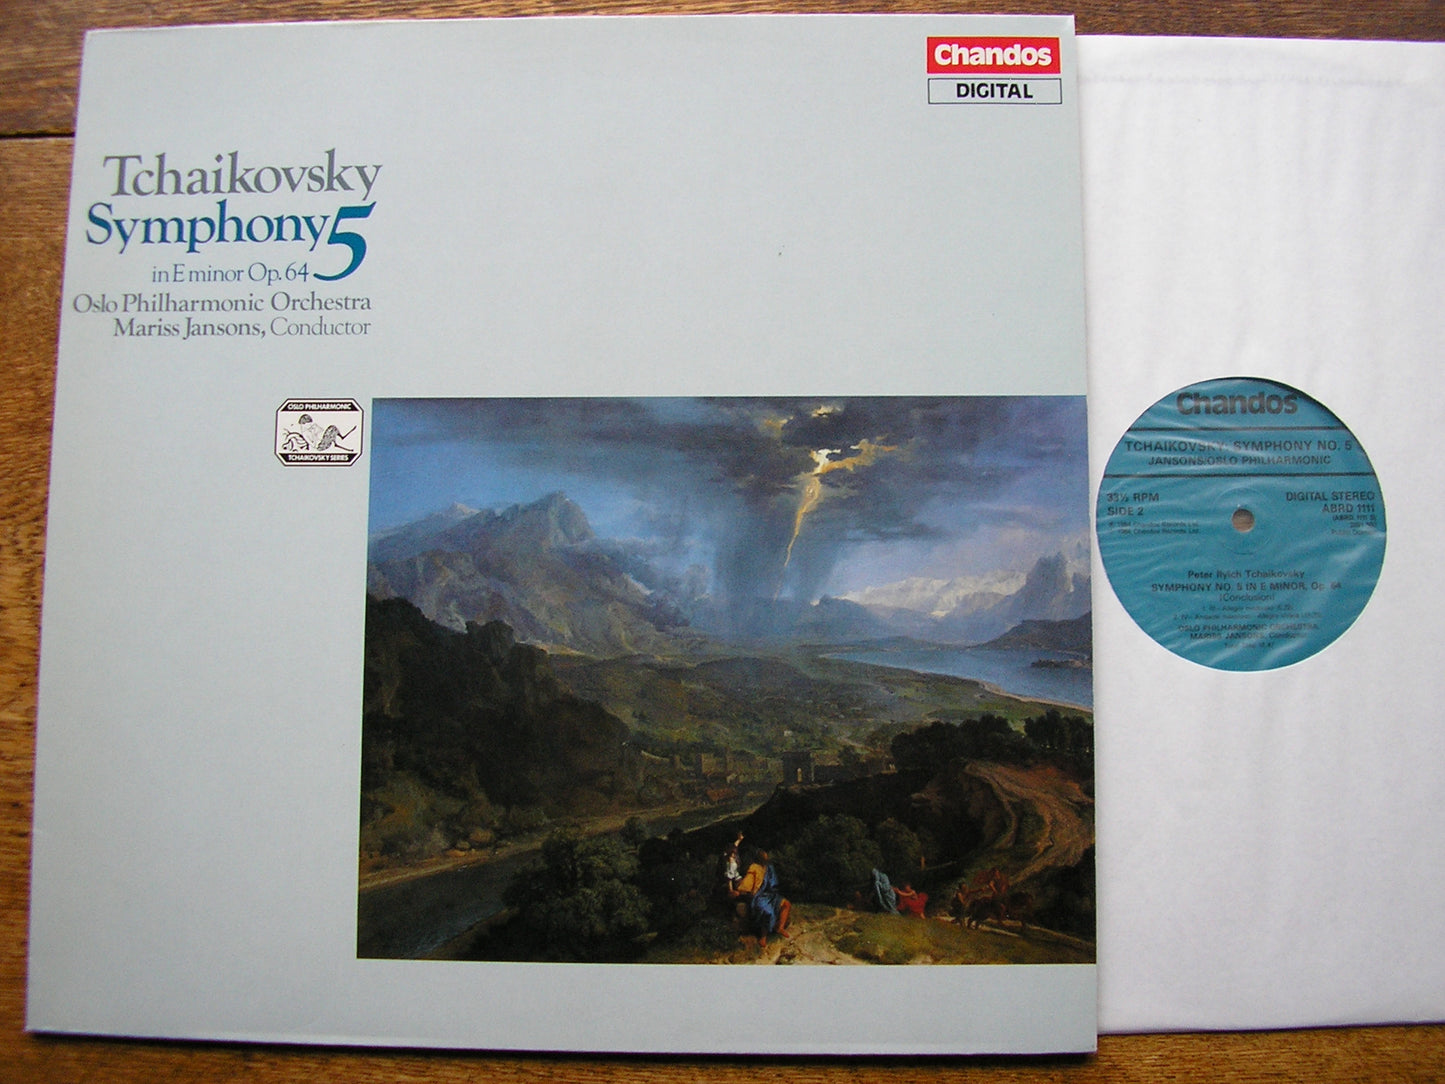 Chandos
DIGITAL
Tchaikovsky
Symphony 5
in E minor Op. 64
Oslo Philharmonic Orchestra
Mariss Jansons, Conductor
OSLO PHILHARMONIC
TCHAIKOVSKY SERIES
Chandos
TCHAIKOVSKY: SYMPHONY NO. 5
JANSONS/OSLO PHILHARMONIC
33⅓ RPM
SIDE 2
DIGITAL STEREO
ABRD 1111
Peter Ilyich Tchaikovsky
SYMPHONY NO. 5 IN E MINOR, Op. 64
(Conclusion)
OSLO PHILHARMONIC ORCHESTRA
MARISS JANSONS, Conductor